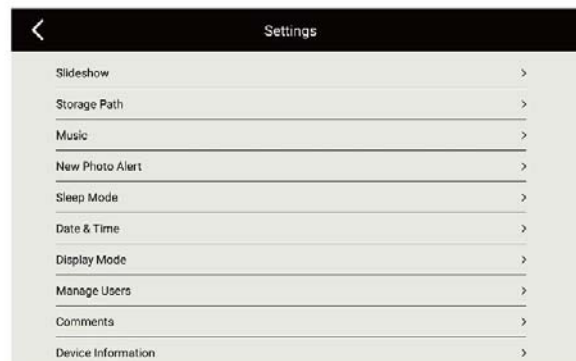 Settings
Slideshow
Storage Path
Music
New Photo Alert
Sleep Mode
Date & Time
Display Mode
Manage Users
Comments
Device Information